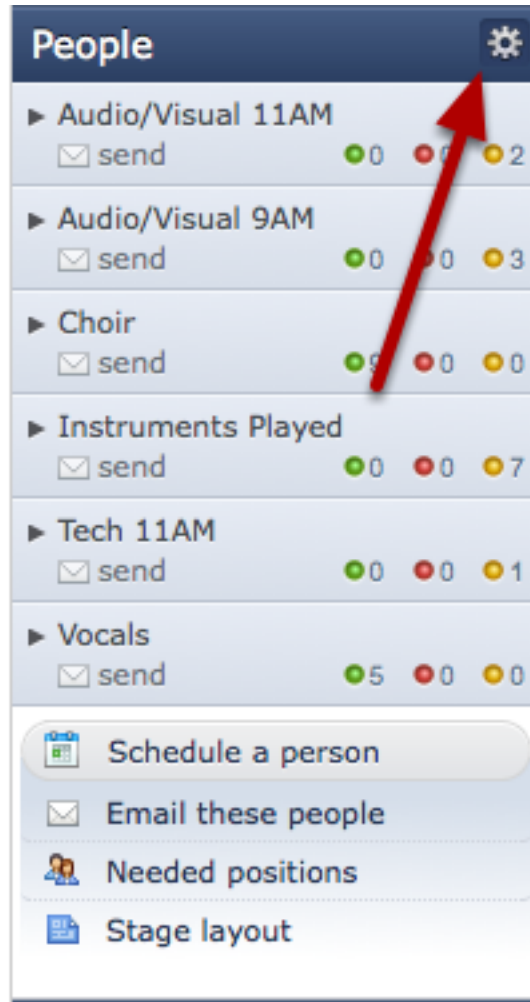 People
Audio/Visual 11AM
send 0 2
Audio/Visual 9AM
send 0 0 3
Choir
send 0 0
Instruments Played
send 0 0 7
Tech 11AM
send 0 0 1
Vocals
send 5 0 0
Schedule a person
Email these people
Needed positions
Stage layout